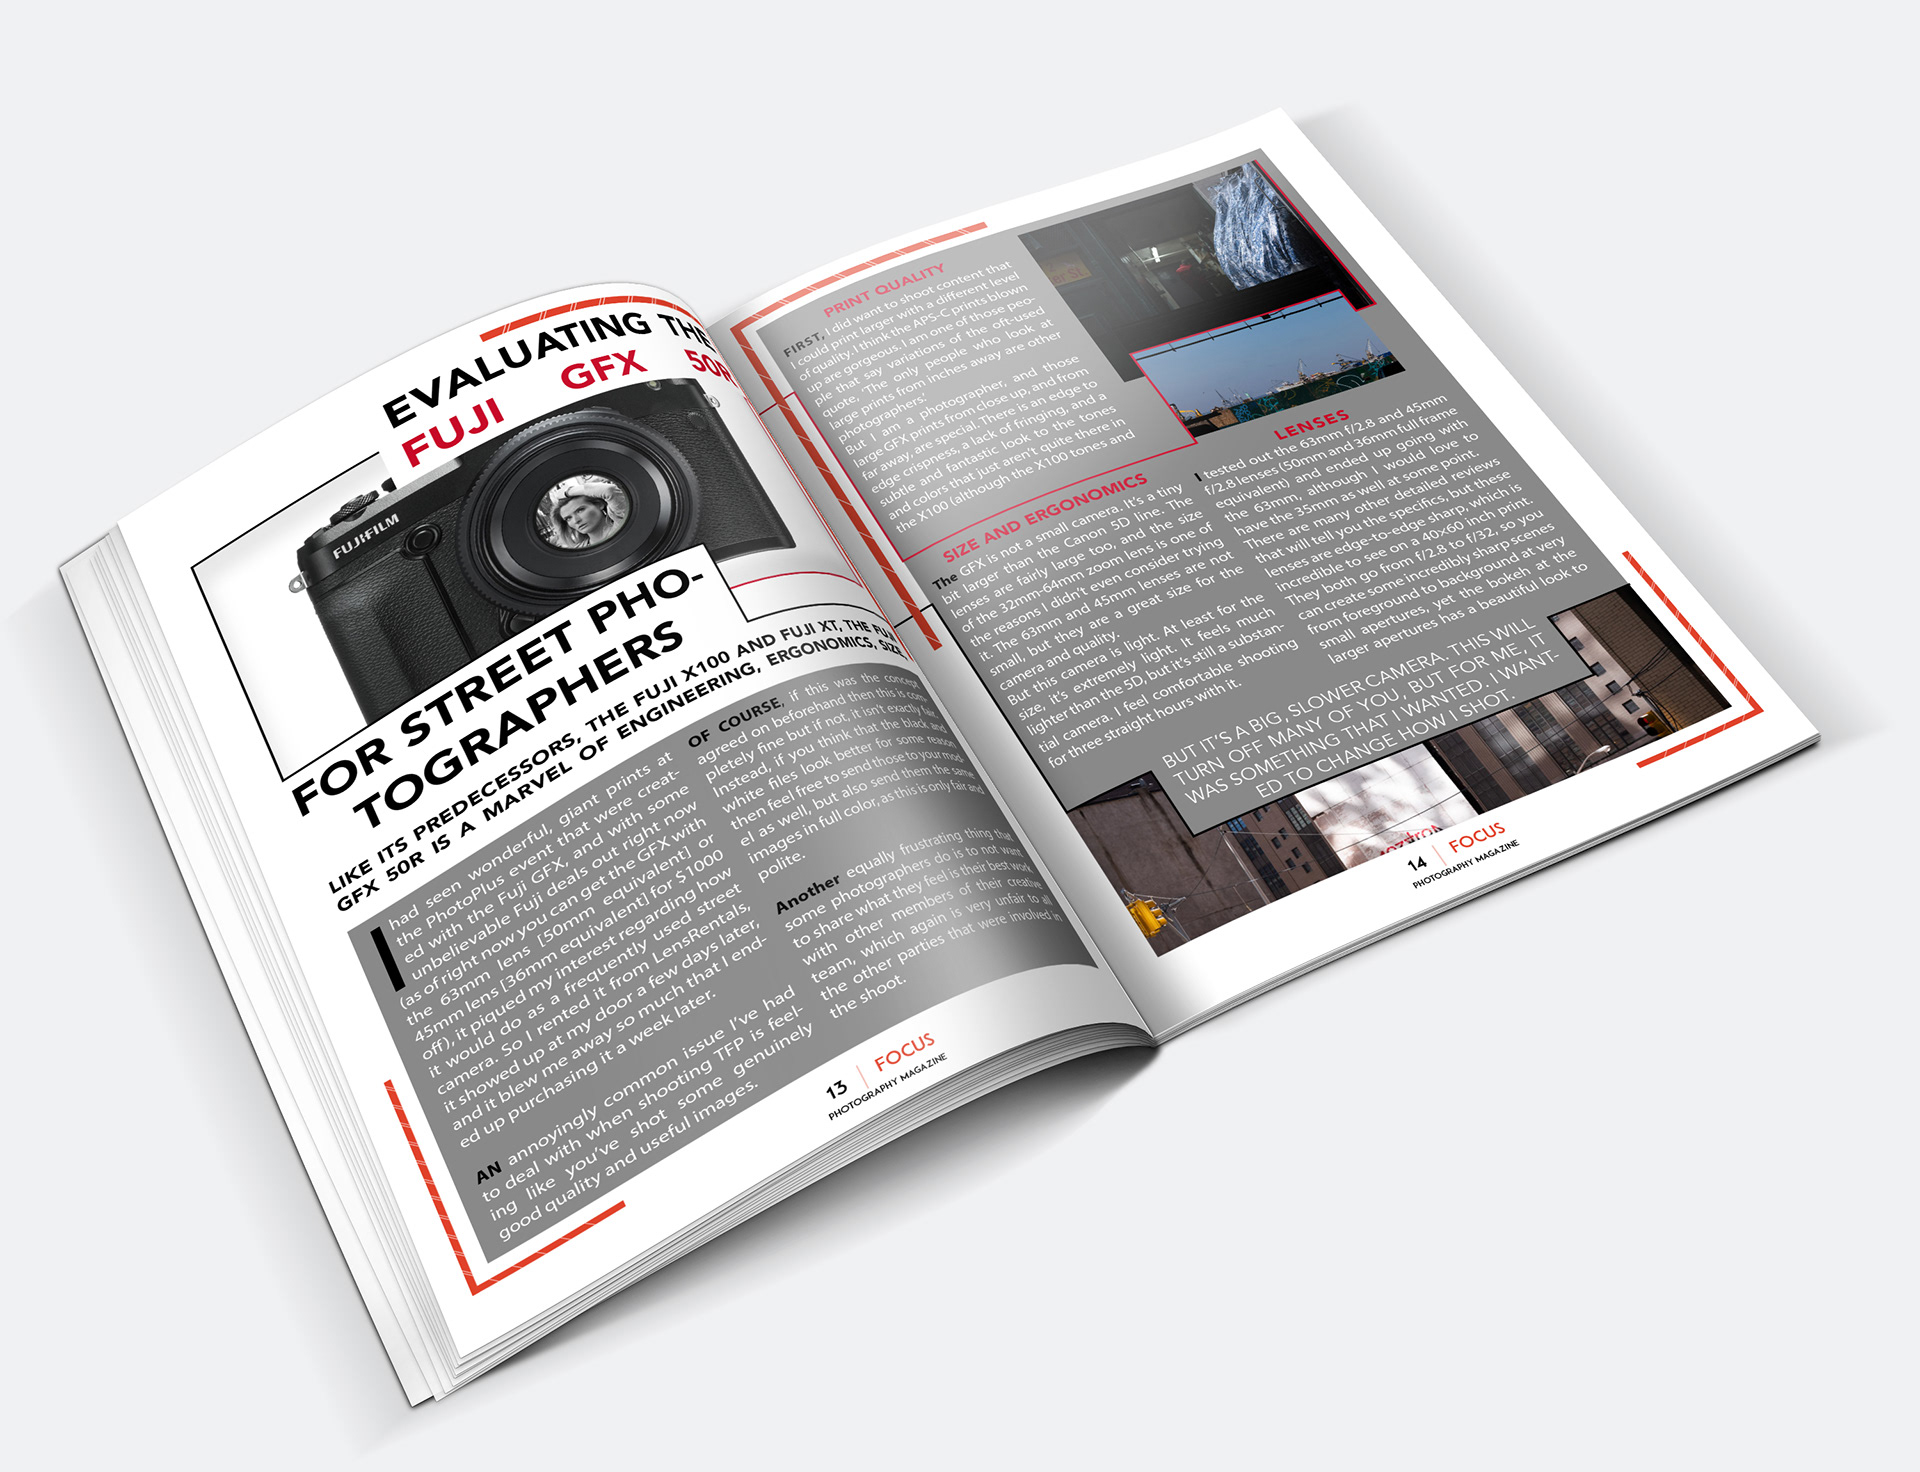 EVALUATING THE
FUJI GFX 50R
FUJIFILM
FOR STREET PHO-
TOGRAPHERS
LIKE ITS PREDECESSORS, THE FUJI X100 AND FUJI XT, THE FUJI
GFX 50R IS A MARVEL OF ENGINEERING, ERGONOMICS, SIZE
I had seen wonderful, giant prints at
the PhotoPlus event that were creat-
ed with the Fuji GFX, and with some
unbelievable Fuji deals out right now
(as of right now you can get the GFX with
the 63mm lens [50mm equivalent] or
45mm lens [36mm equivalent] for $1000
off), it piqued my interest regarding how
it would do as a frequently used street
camera. So I rented it from LensRentals,
it showed up at my door a few days later,
and it blew me away so much that I end-
ed up purchasing it a week later.
AN annoyingly common issue I've had
to deal with when shooting TFP is feel-
ing like you've shot some genuinely
good quality and useful images.
OF COURSE, if this was the concept
agreed on beforehand then this is com-
pletely fine but if not, it isn't exactly
Instead, if you think that the black and
white files look better for some reason
then feel free to send those to your mod-
el as well, but also send them the same
images in full color, as this is only fair and
polite.
Another equally frustrating thing that
some photographers do is to not want
to share what they feel is their best work
with other members of their creative
team, which again is very unfair to all
the other parties that were involved in
the shoot.
13 | FOCUS
PHOTOGRAPHY MAGAZINE
PRINT QUALITY
FIRST, I did want to shoot content that
could print larger with a different level
of quality. I think the APS-C prints blown
up are gorgeous. I am one of those peo-
ple that say variations of the oft-used
quote, 'The only people who look at
large prints from inches away are other
photographers.'
But I am a photographer, and those
large GFX prints from close up, and from
far away, are special. There is an edge to
edge crispness, a lack of fringing, and a
subtle and fantastic look to the tones
and colors that just aren't quite there in
the X100 (although the X100 tones and
SIZE AND ERGONOMICS
The GFX is not a small camera. It's a tiny
bit larger than the Canon 5D line. The
lenses are fairly large too, and the size
of the 32mm-64mm zoom lens is one of
the reasons I didn't even consider trying
it. The 63mm and 45mm lenses are not
small, but they are a great size for the
camera and quality.
But this camera is light. At least for the
size, it's extremely light. It feels much
lighter than the 5D, but it's still a substan-
tial camera. I feel comfortable shooting
for three straight hours with it.
LENSES
I tested out the 63mm f/2.8 and 45mm
f/2.8 lenses (50mm and 36mm full frame
equivalent) and ended up going with
the 63mm, although I would love to
have the 35mm as well at some point.
There are many other detailed reviews
that will tell you the specifics, but these
lenses are edge-to-edge sharp, which is
incredible to see on a 40x60 inch print.
They both go from f/2.8 to f/32, so you
can create some incredibly sharp scenes
from foreground to background at very
small apertures, yet the bokeh at the
larger apertures has a beautiful look to
BUT IT'S A BIG, SLOWER CAMERA. THIS WILL
TURN OFF MANY OF YOU, BUT FOR ME, IT
WAS SOMETHING THAT I WANTED. I WANT-
ED TO CHANGE HOW I SHOT.
14 | FOCUS
PHOTOGRAPHY MAGAZINE